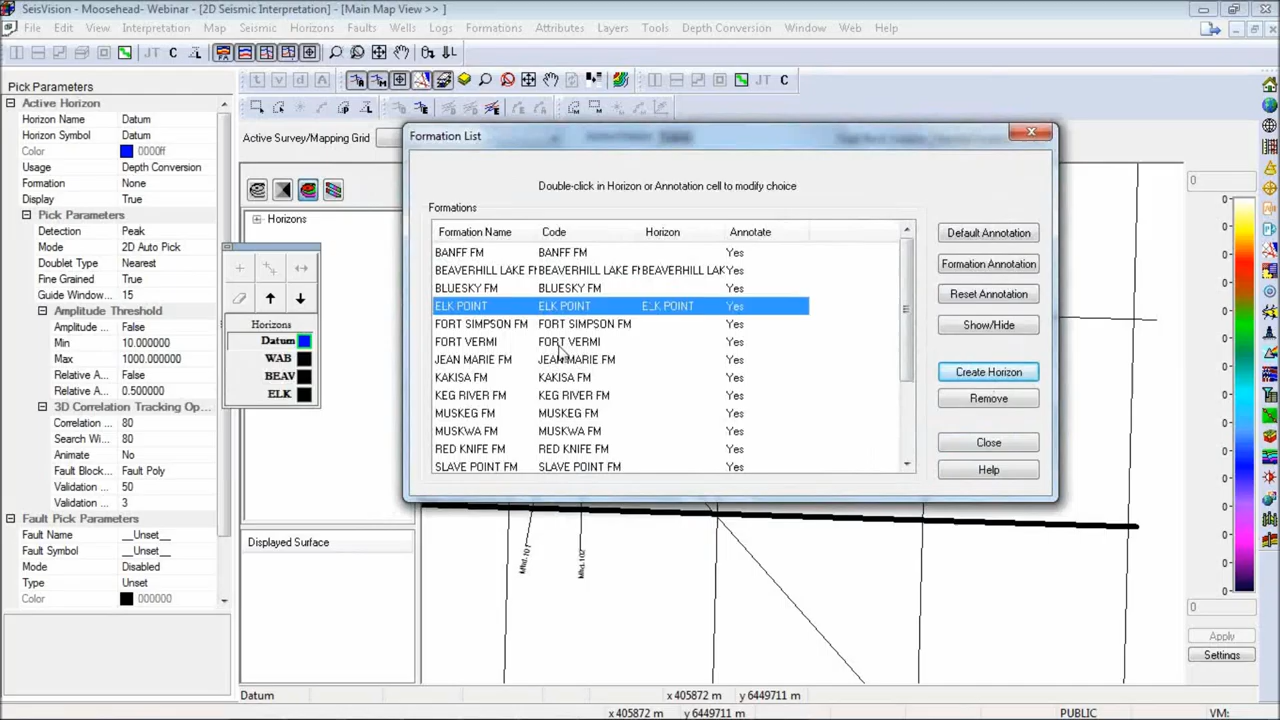 SeisVision - Moosehead- Webinar - [2D Seismic Interpretation] - [Main Map View >> ]
File Edit View Interpretation Map Seismic Horizons Faults Wells Logs Formations Attributes Layers Tools Depth Conversion Window Web Help
JT C
t v d A JT C
Pick Parameters
Active Horizon
Horizon Name Datum
Horizon Symbol Datum
Color 0000ff
Usage Depth Conversion
Formation None
Display True
Pick Parameters
Detection Peak
Mode 2D Auto Pick
Doublet Type Nearest
Fine Grained True
Guide Window... 15
Amplitude Threshold
Amplitude ... False
Min 10.000000
Max 1000.000000
Relative A... False
Relative A... 0.500000
3D Correlation Tracking Op...
Correlation ... 80
Search Wi... 80
Animate No
Fault Block... Fault Poly
Validation ... 50
Validation ... 3
Fault Pick Parameters
Fault Name __Unset__
Fault Symbol __Unset__
Mode Disabled
Type Unset
Color 000000
Active Survey/Mapping Grid
Horizons
Horizons
Datum
WAB
BEAV
ELK
Displayed Surface
Formation List
Double-click in Horizon or Annotation cell to modify choice
Formations
Formation Name Code Horizon Annotate
BANFF FM BANFF FM Yes
BEAVERHILL LAKE FM BEAVERHILL LAKE FM BEAVERHILL LAK Yes
BLUESKY FM BLUESKY FM Yes
ELK POINT ELK POINT ELK POINT Yes
FORT SIMPSON FM FORT SIMPSON FM Yes
FORT VERMI FORT VERMI Yes
JEAN MARIE FM JEAN MARIE FM Yes
KAKISA FM KAKISA FM Yes
KEG RIVER FM KEG RIVER FM Yes
MUSKEG FM MUSKEG FM Yes
MUSKWA FM MUSKWA FM Yes
RED KNIFE FM RED KNIFE FM Yes
SLAVE POINT FM SLAVE POINT FM Yes
Default Annotation
Formation Annotation
Reset Annotation
Show/Hide
Create Horizon
Remove
Close
Help
0
0
Apply
Settings
Datum x 405872 m y 6449711 m
x 405872 m y 6449711 m PUBLIC VM: